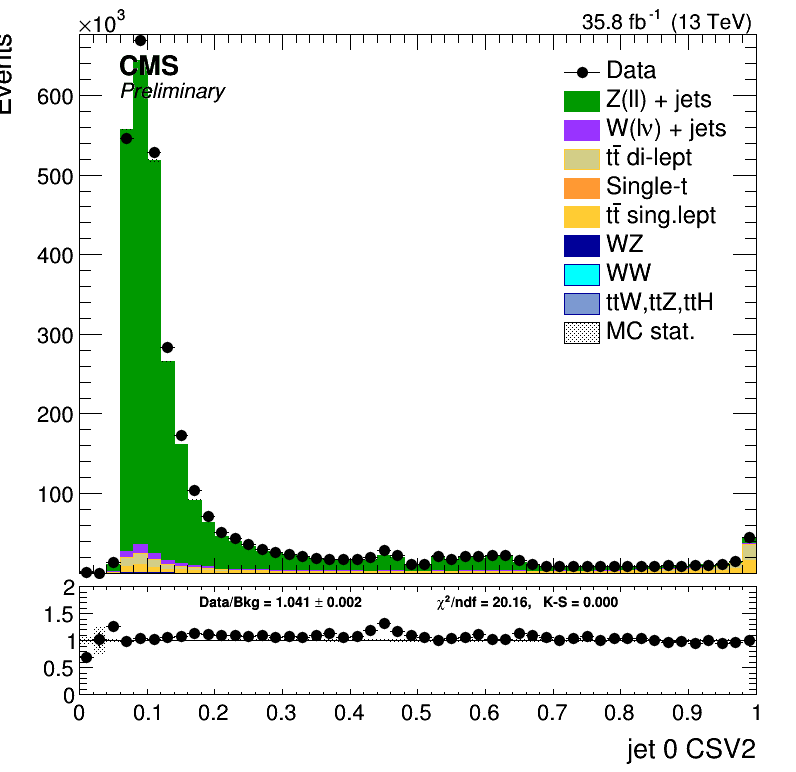 ×10³
35.8 fb⁻¹ (13 TeV)
Events
CMS
Preliminary
Data
Z(ll) + jets
W(lν) + jets
tt̄ di-lept
Single-t
tt̄ sing.lept
WZ
WW
ttW,ttZ,ttH
MC stat.
600
500
400
300
200
100
Data/Bkg = 1.041 ± 0.002 χ²/ndf = 20.16, K-S = 0.000
2
1.5
1
0.5
0
0 0.1 0.2 0.3 0.4 0.5 0.6 0.7 0.8 0.9 1
jet 0 CSV2